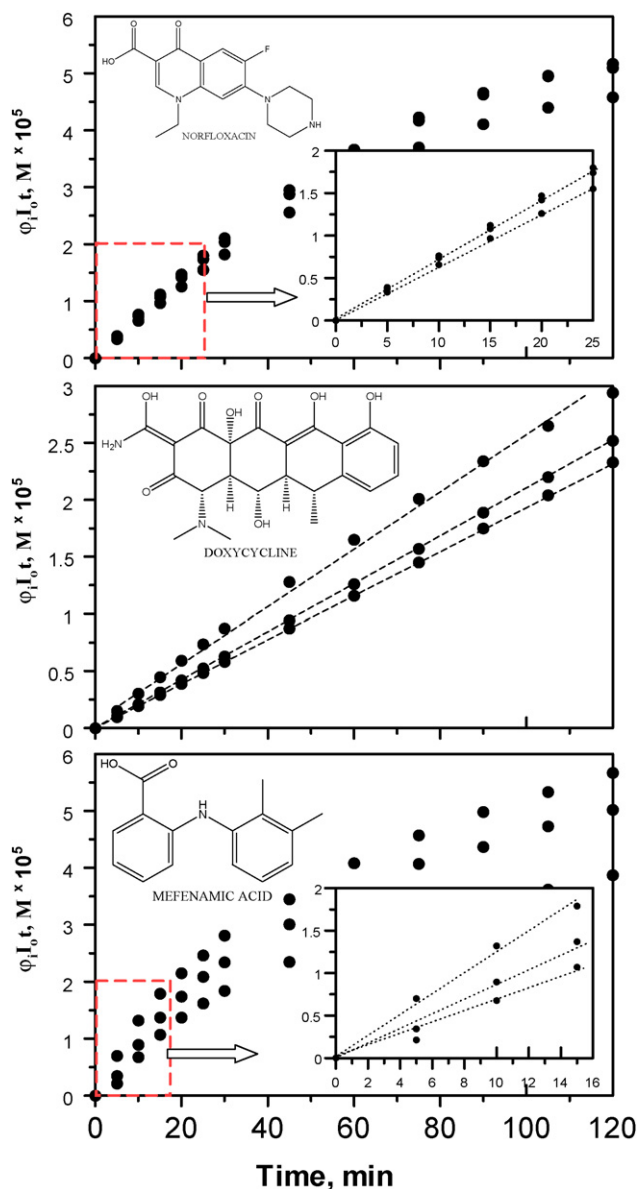 φᵢI₀t, M × 10⁵
6
5
4
3
2
1
0
HO
O
O
F
N
N
NH
NORFLOXACIN
2
1.5
1
0.5
0
0 5 10 15 20 25
φᵢI₀t, M × 10⁵
3
2.5
2
1.5
1
0.5
0
OH O O OH OH
OH
H₂N
O
H H
N OH
DOXYCYCLINE
φᵢI₀t, M × 10⁵
6
5
4
3
2
1
0
HO O
H
N
MEFENAMIC ACID
2
1.5
1
0.5
0
0 2 4 6 8 10 12 14 16
0 20 40 60 80 100 120
Time, min